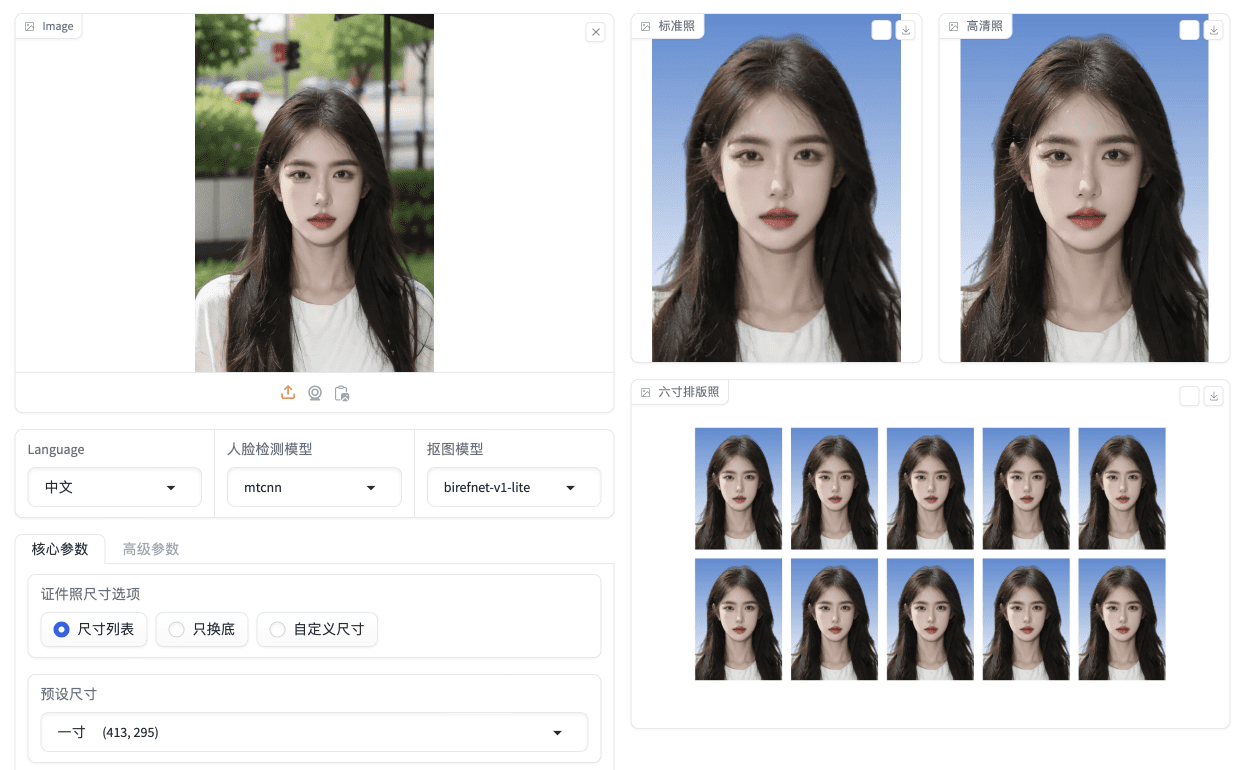 Image
标准照
高清照
六寸排版照
Language
人脸检测模型
抠图模型
中文
mtcnn
birefnet-v1-lite
核心参数
高级参数
证件照尺寸选项
尺寸列表
只换底
自定义尺寸
预设尺寸
一寸 (413, 295)